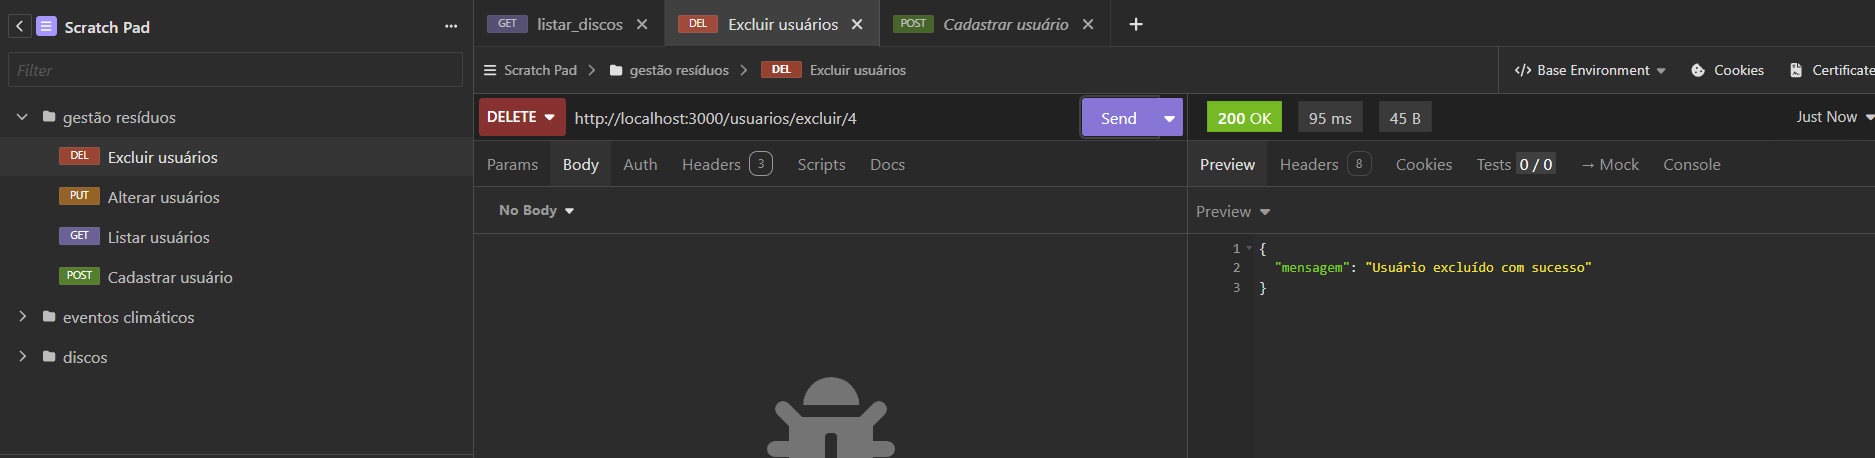 Scratch Pad
Filter
gestão resíduos
DEL Excluir usuários
PUT Alterar usuários
GET Listar usuários
POST Cadastrar usuário
eventos climáticos
discos
GET listar_discos
DEL Excluir usuários
POST Cadastrar usuário
Scratch Pad gestão resíduos DEL Excluir usuários
Base Environment Cookies Certificate
DELETE http://localhost:3000/usuarios/excluir/4 Send
200 OK 95 ms 45 B Just Now
Params Body Auth Headers 3 Scripts Docs
Preview Headers 8 Cookies Tests 0 / 0 → Mock Console
No Body
Preview
1 {
2 "mensagem": "Usuário excluído com sucesso"
3 }